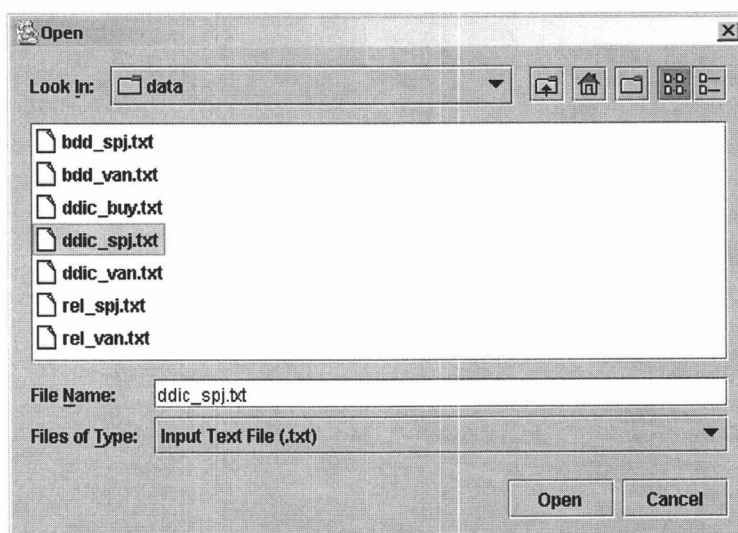 Open
Look In: data
bdd_spj.txt
bdd_van.txt
ddic_buy.txt
ddic_spj.txt
ddic_van.txt
rel_spj.txt
rel_van.txt
File Name: ddic_spj.txt
Files of Type: Input Text File (.txt)
Open Cancel